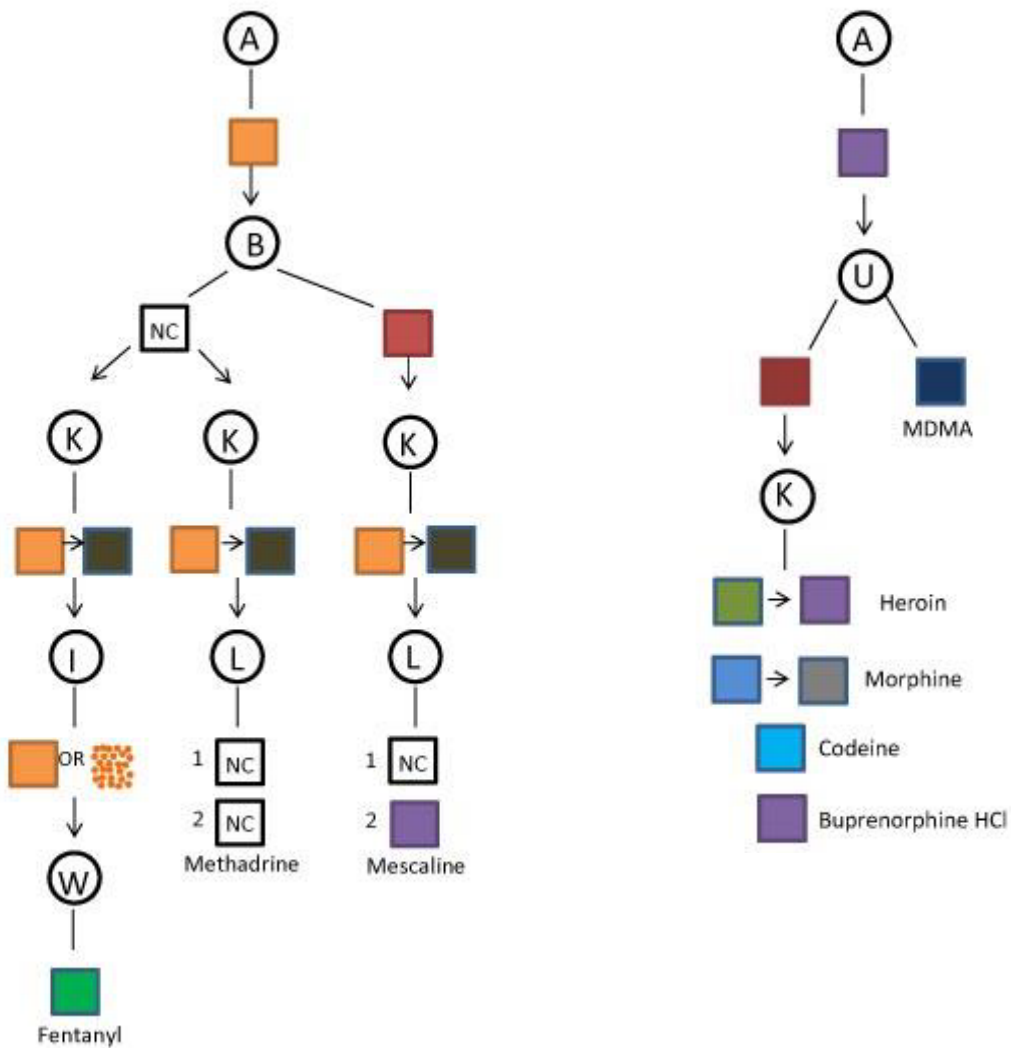 A
A
B
U
NC
MDMA
K
K
K
K
Heroin
I
L
L
Morphine
OR
1 NC
1 NC
Codeine
2 NC
2
Buprenorphine HCl
Methadrine
Mescaline
W
Fentanyl